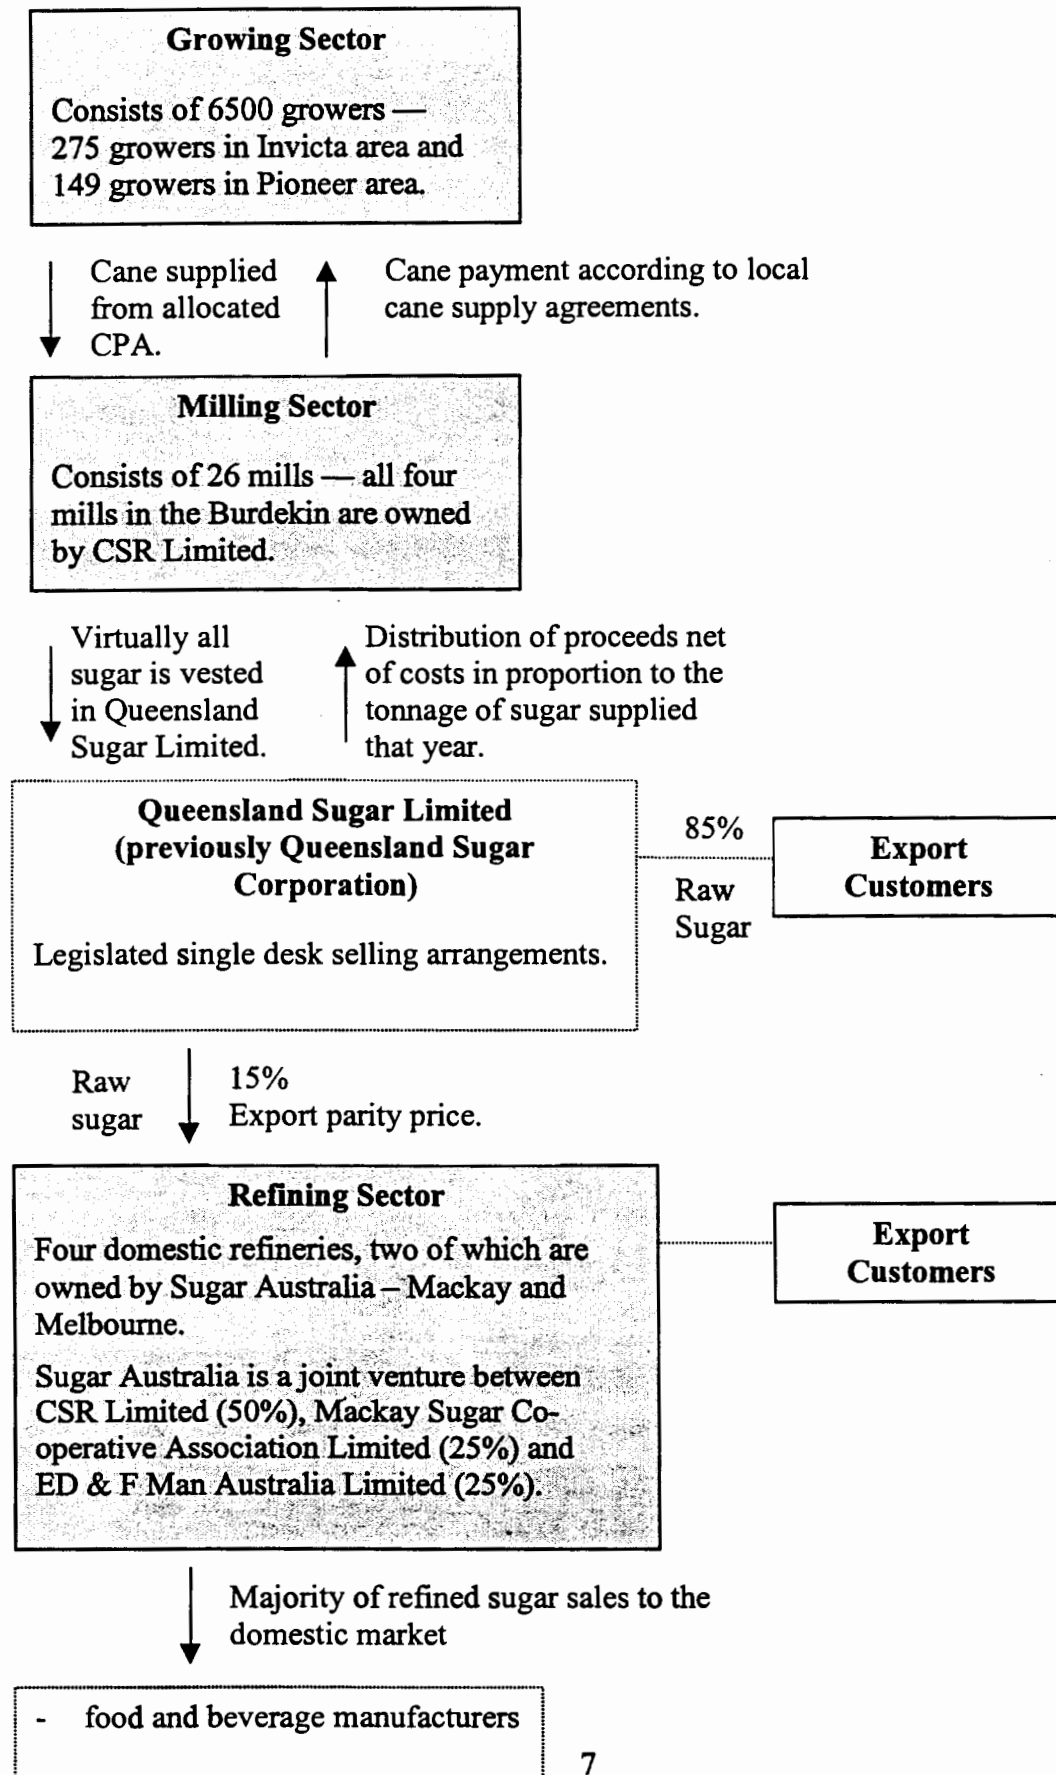 Growing Sector
Consists of 6500 growers —
275 growers in Invicta area and
149 growers in Pioneer area.
Cane supplied
from allocated
CPA.
Cane payment according to local
cane supply agreements.
Milling Sector
Consists of 26 mills — all four
mills in the Burdekin are owned
by CSR Limited.
Virtually all
sugar is vested
in Queensland
Sugar Limited.
Distribution of proceeds net
of costs in proportion to the
tonnage of sugar supplied
that year.
Queensland Sugar Limited
(previously Queensland Sugar
Corporation)
Legislated single desk selling arrangements.
85%
Raw
Sugar
Export
Customers
Raw
sugar
15%
Export parity price.
Refining Sector
Four domestic refineries, two of which are
owned by Sugar Australia – Mackay and
Melbourne.
Sugar Australia is a joint venture between
CSR Limited (50%), Mackay Sugar Co-
operative Association Limited (25%) and
ED & F Man Australia Limited (25%).
Export
Customers
Majority of refined sugar sales to the
domestic market
- food and beverage manufacturers
7